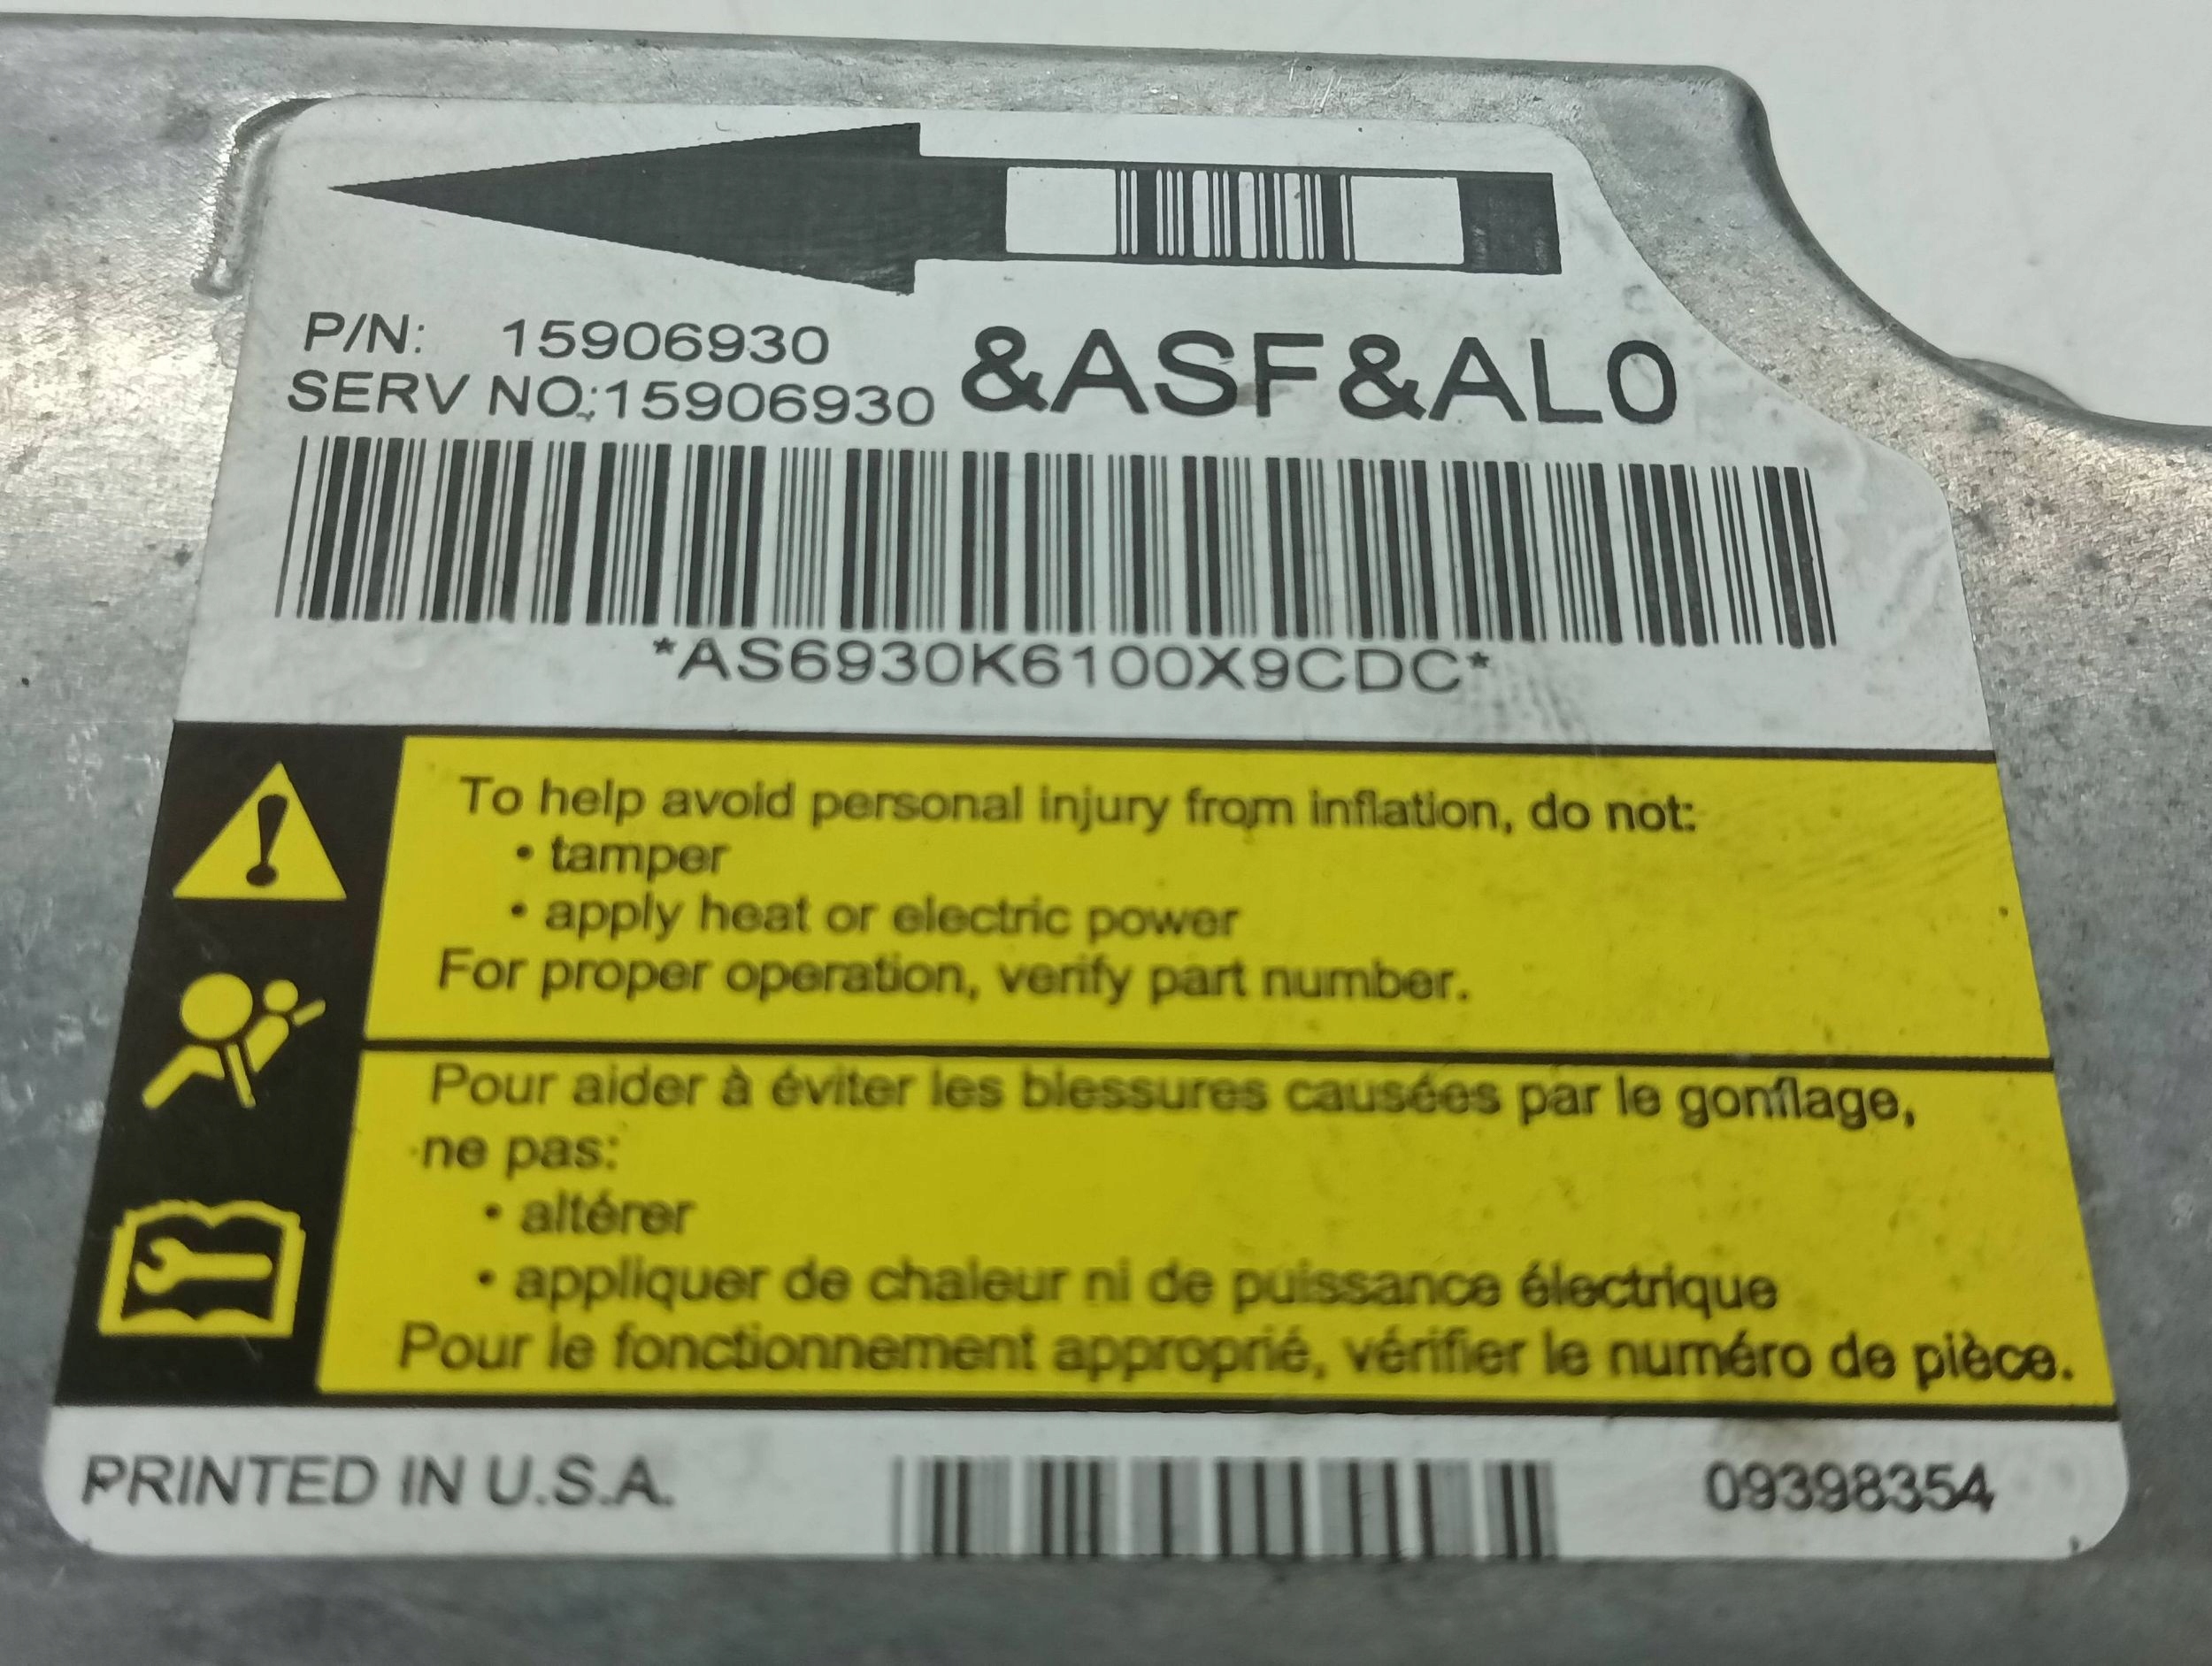 P/N: 15906930
SERV NO:15906930
&ASF&AL0
*AS6930K6100X9CDC*
To help avoid personal injury from inflation, do not:
• tamper
• apply heat or electric power
For proper operation, verify part number.
Pour aider à éviter les blessures causées par le gonflage,
ne pas:
• altérer
• appliquer de chaleur ni de puissance électrique
Pour le fonctionnement approprié, vérifier le numéro de pièce.
PRINTED IN U.S.A.
09398354